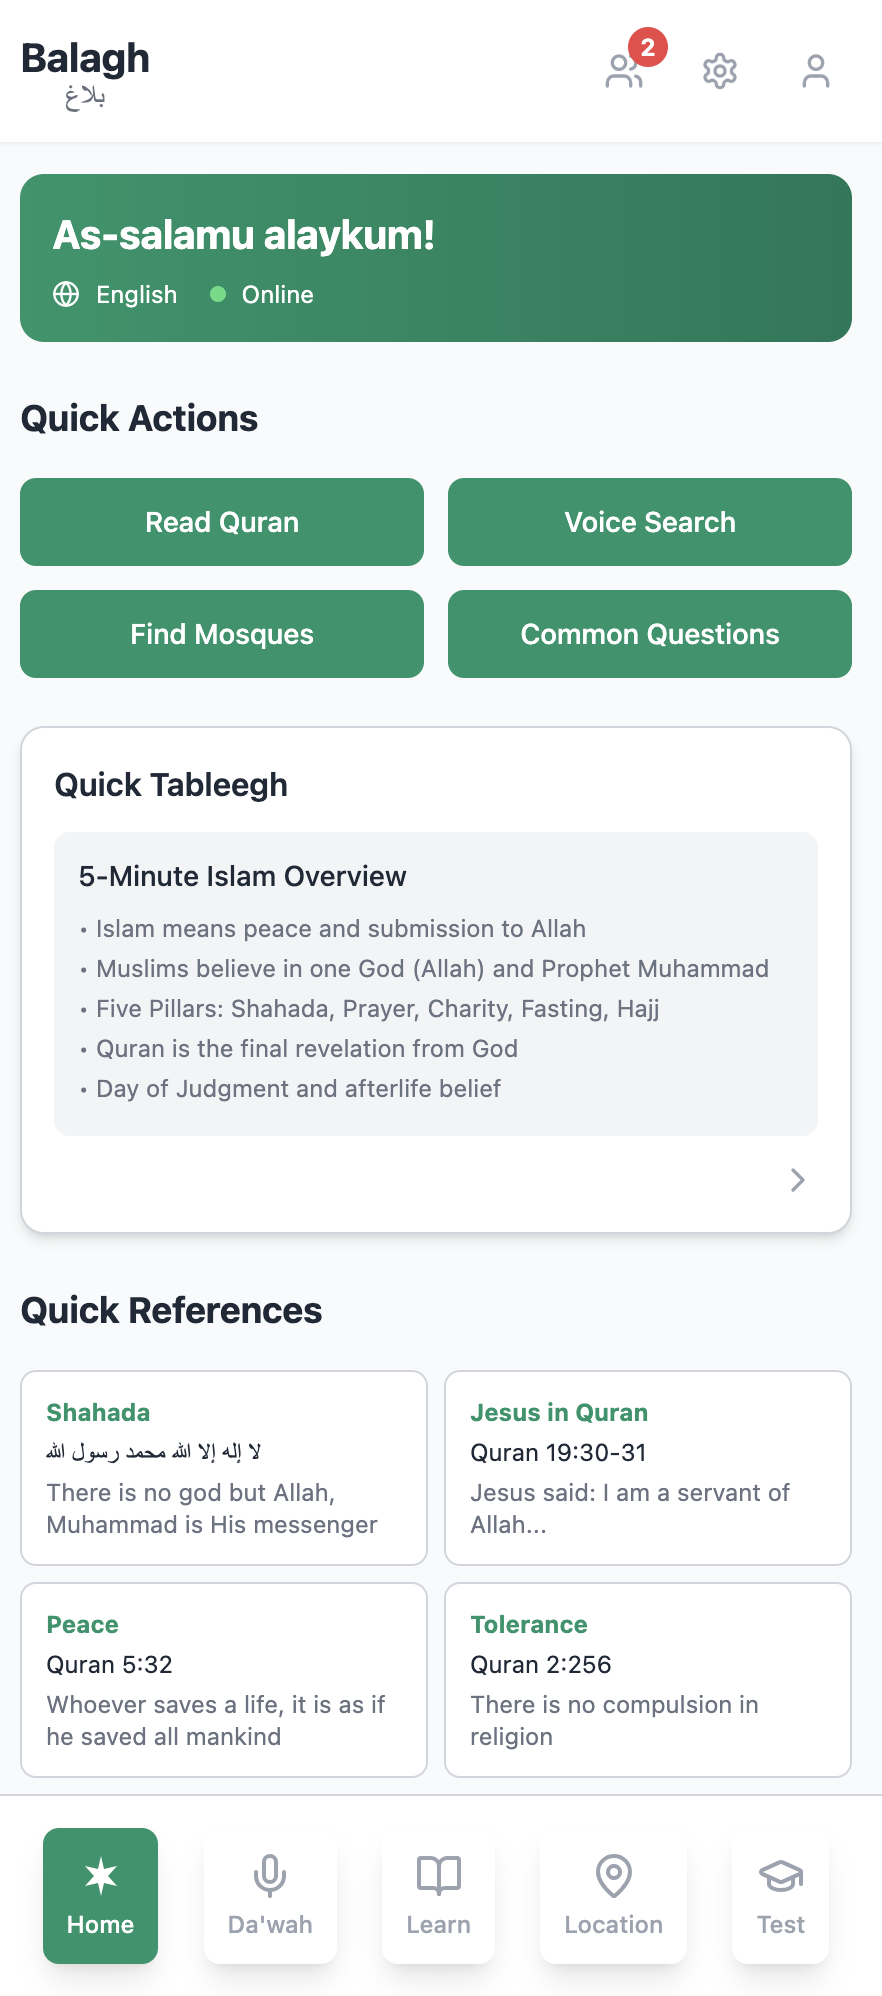 Balagh
بلاغ
2
As-salamu alaykum!
English Online
Quick Actions
Read Quran
Voice Search
Find Mosques
Common Questions
Quick Tableegh
5-Minute Islam Overview
• Islam means peace and submission to Allah
• Muslims believe in one God (Allah) and Prophet Muhammad
• Five Pillars: Shahada, Prayer, Charity, Fasting, Hajj
• Quran is the final revelation from God
• Day of Judgment and afterlife belief
Quick References
Shahada
لا إله إلا الله محمد رسول الله
There is no god but Allah,
Muhammad is His messenger
Jesus in Quran
Quran 19:30-31
Jesus said: I am a servant of
Allah...
Peace
Quran 5:32
Whoever saves a life, it is as if
he saved all mankind
Tolerance
Quran 2:256
There is no compulsion in
religion
Home
Da'wah
Learn
Location
Test